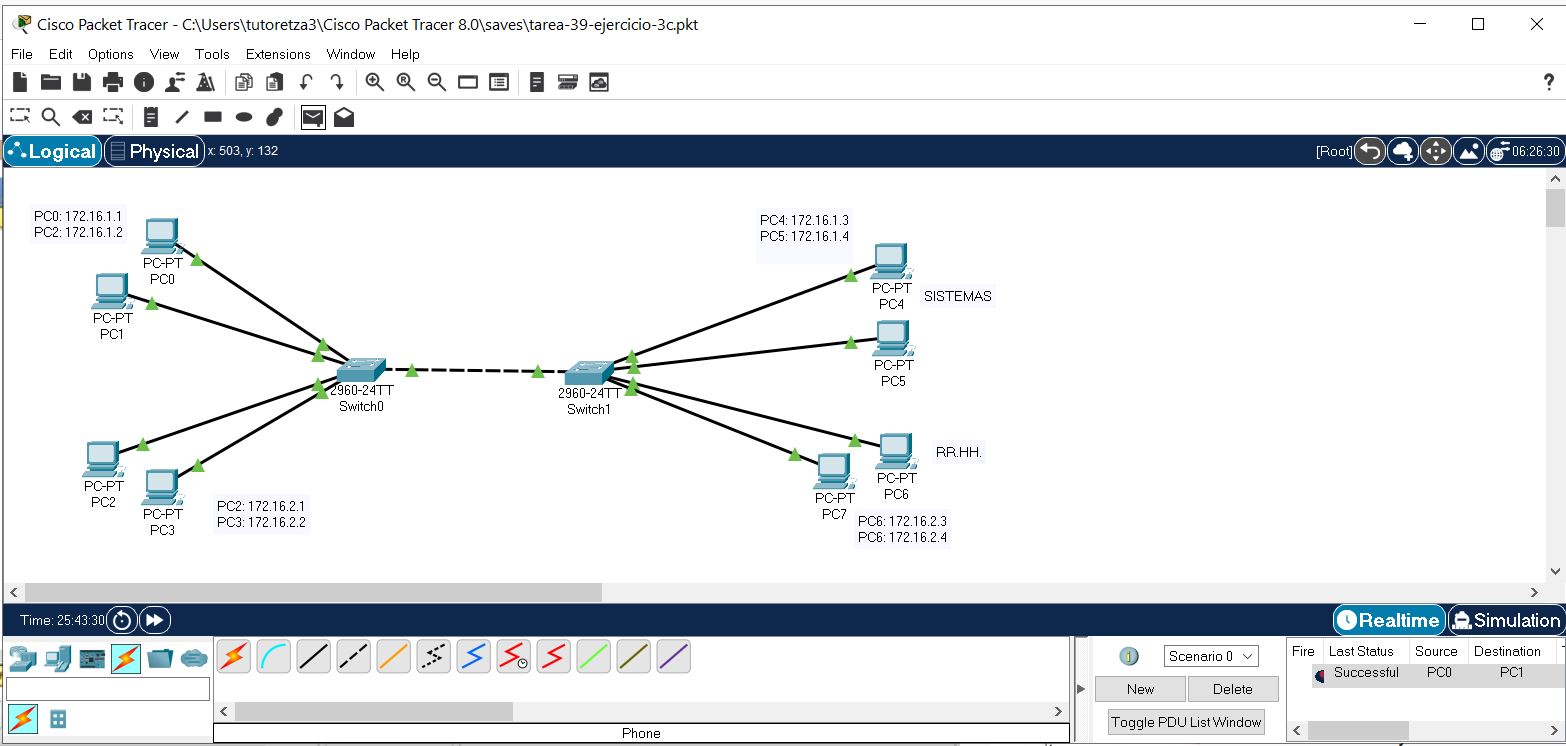 Cisco Packet Tracer - C:\Users\tutoretza3\Cisco Packet Tracer 8.0\saves\tarea-39-ejercicio-3c.pkt
File Edit Options View Tools Extensions Window Help
?
Logical Physical x: 503, y: 132 [Root] 06:26:30
PC0: 172.16.1.1
PC2: 172.16.1.2
PC-PT
PC0
PC-PT
PC1
PC4: 172.16.1.3
PC5: 172.16.1.4
PC-PT
PC4
SISTEMAS
PC-PT
PC5
2960-24TT
Switch0
2960-24TT
Switch1
PC-PT
PC2
PC-PT
PC3
PC2: 172.16.2.1
PC3: 172.16.2.2
RR.HH.
PC-PT
PC6
PC-PT
PC7
PC6: 172.16.2.3
PC6: 172.16.2.4
Time: 25:43:30 Realtime Simulation
Scenario 0
New Delete
Toggle PDU List Window
Fire Last Status Source Destination
Successful PC0 PC1
Phone